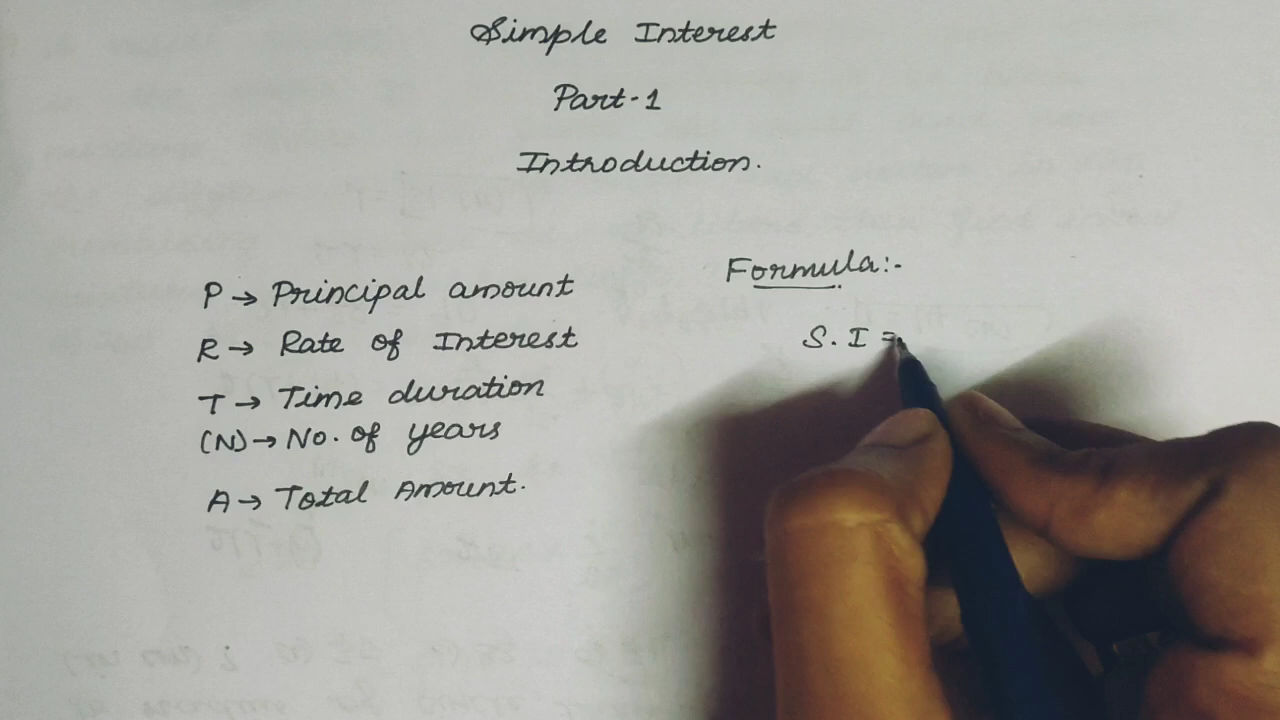 Simple Interest
Part-1
Introduction.
P → Principal amount
R → Rate of Interest
T → Time duration
(N) → No. of years
A → Total Amount.
Formula:-
S. I =